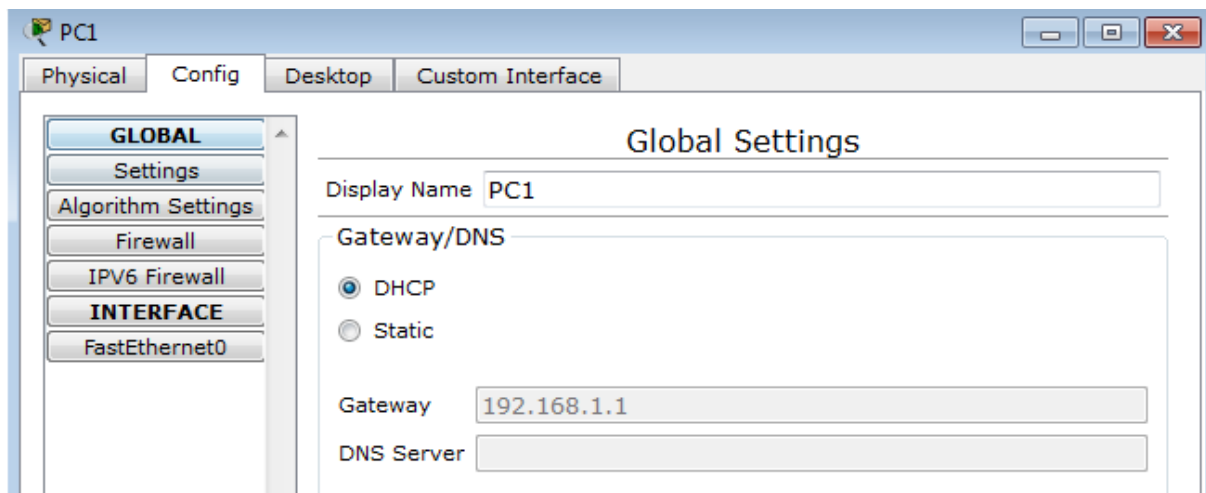 PC1
Physical Config Desktop Custom Interface
GLOBAL
Settings
Algorithm Settings
Firewall
IPV6 Firewall
INTERFACE
FastEthernet0
Global Settings
Display Name PC1
Gateway/DNS
DHCP
Static
Gateway 192.168.1.1
DNS Server